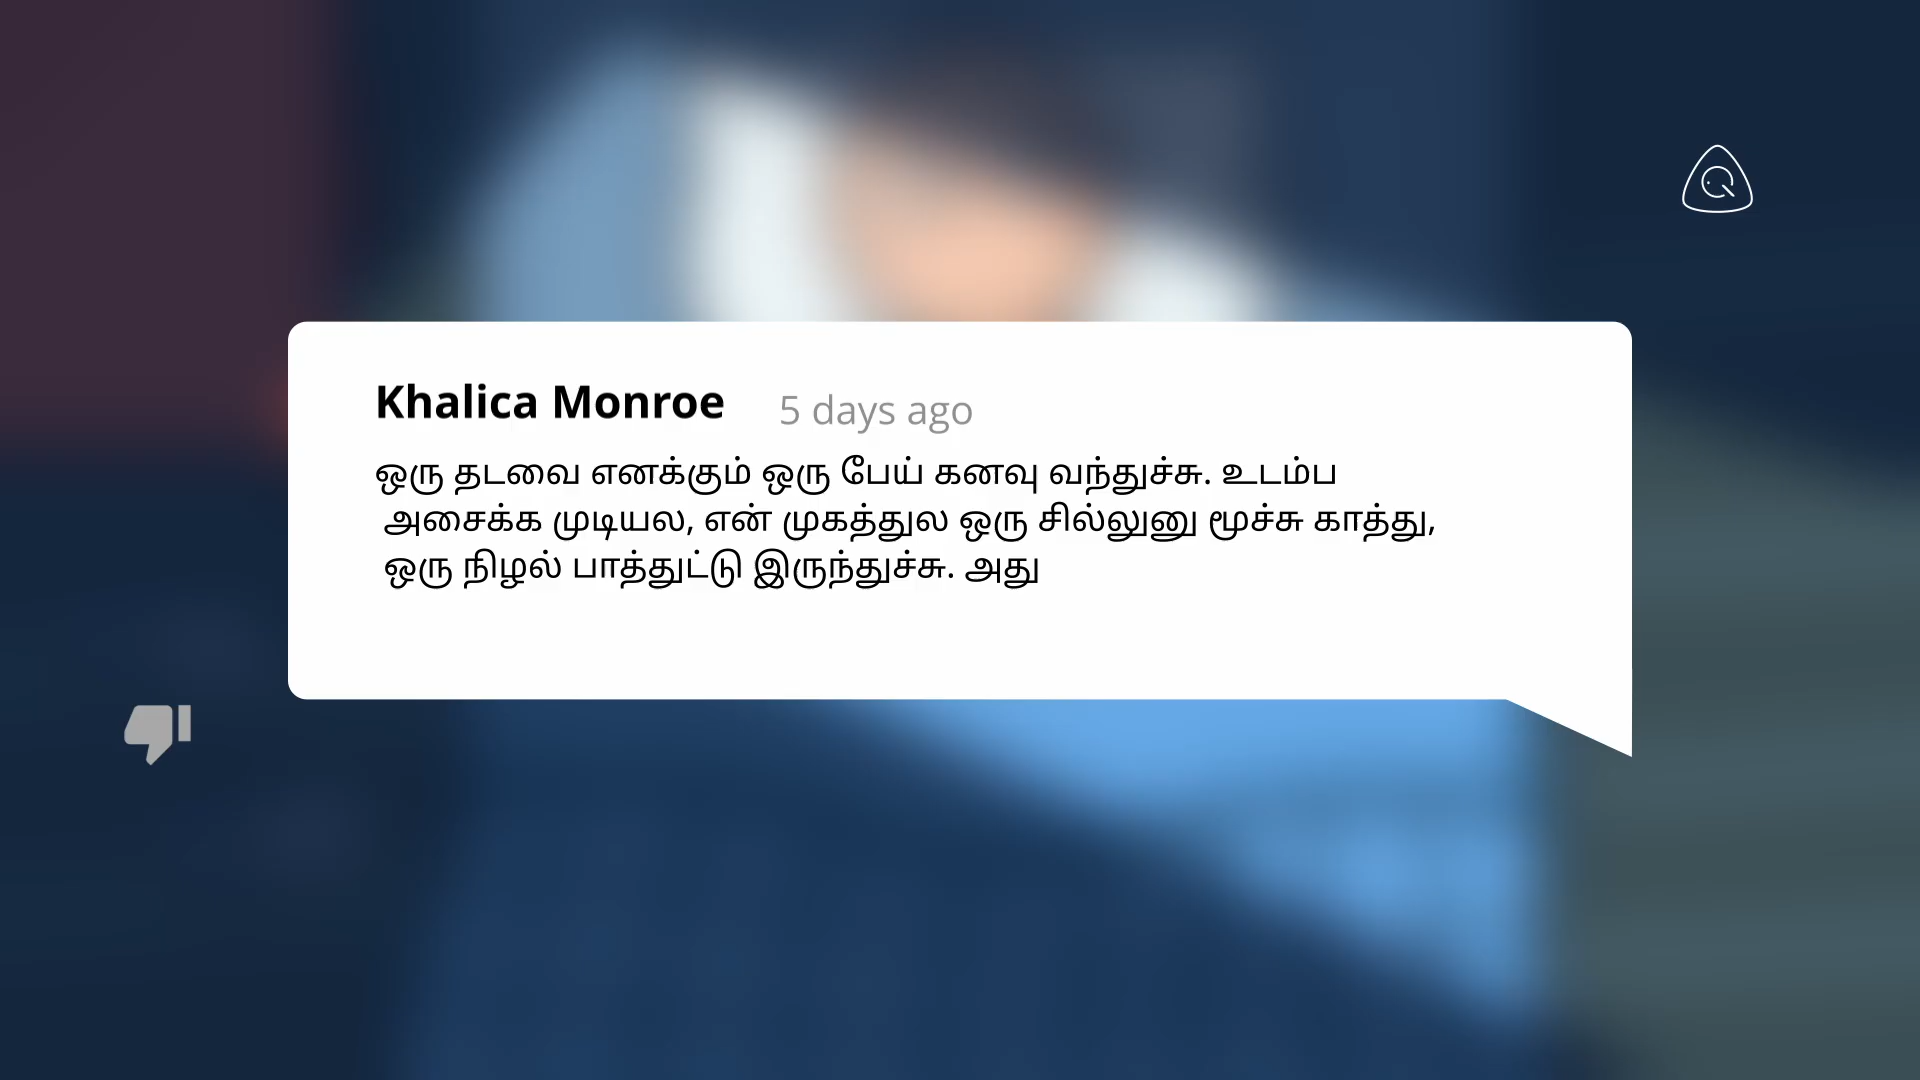 Khalica Monroe 5 days ago
ஒரு தடவை எனக்கும் ஒரு பேய் கனவு வந்துச்சு. உடம்ப
அசைக்க முடியல, என் முகத்துல ஒரு சில்லுனு மூச்சு காத்து,
ஒரு நிழல் பாத்துட்டு இருந்துச்சு. அது